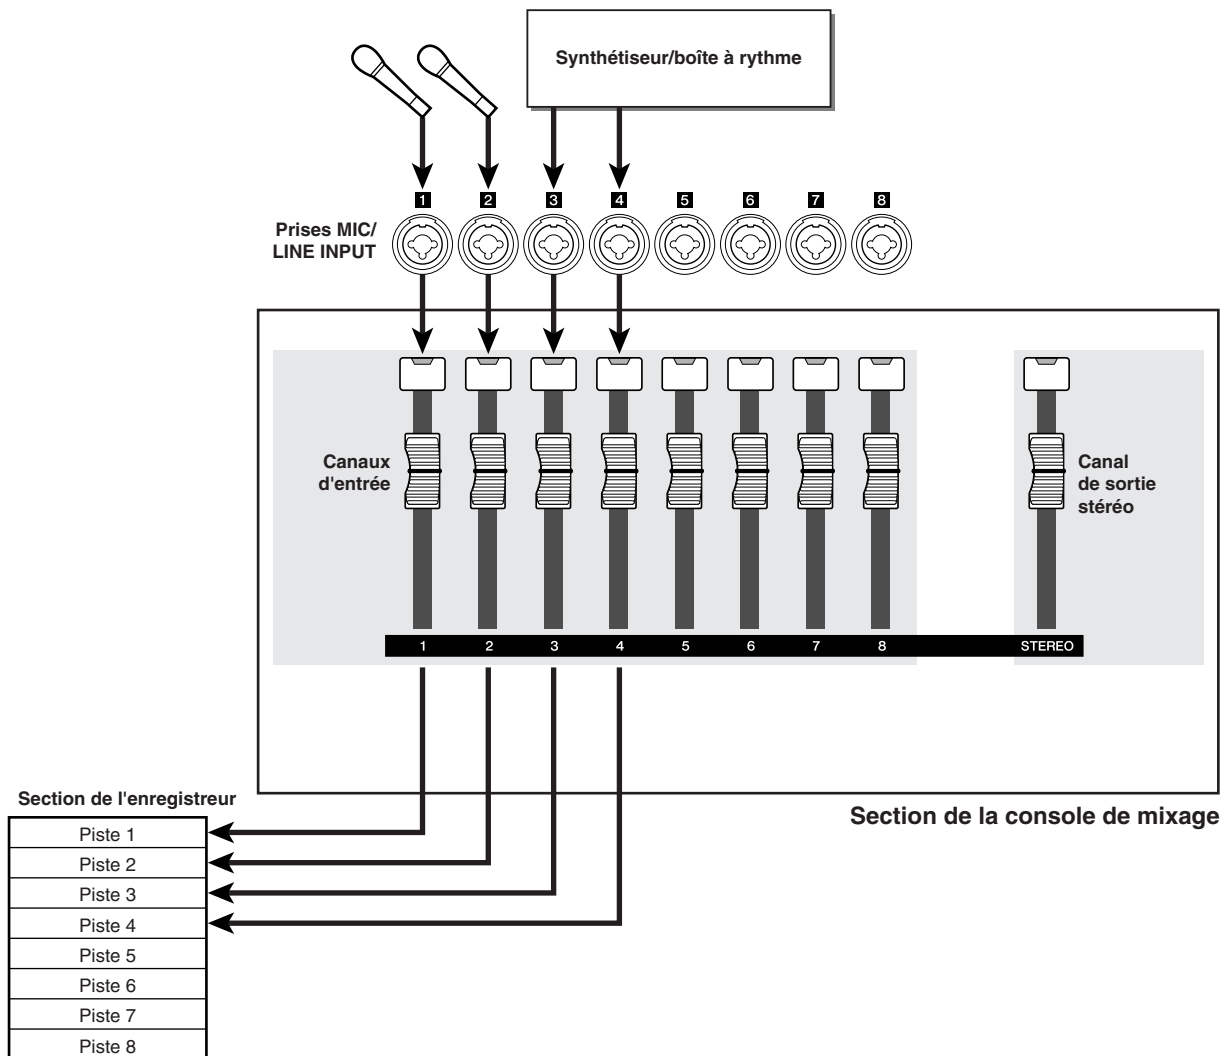 Synthétiseur/boîte à rythme
1 2 3 4 5 6 7 8
Prises MIC/
LINE INPUT
Canaux
d'entrée
Canal
de sortie
stéréo
1 2 3 4 5 6 7 8 STEREO
Section de l'enregistreur
Section de la console de mixage
Piste 1
Piste 2
Piste 3
Piste 4
Piste 5
Piste 6
Piste 7
Piste 8